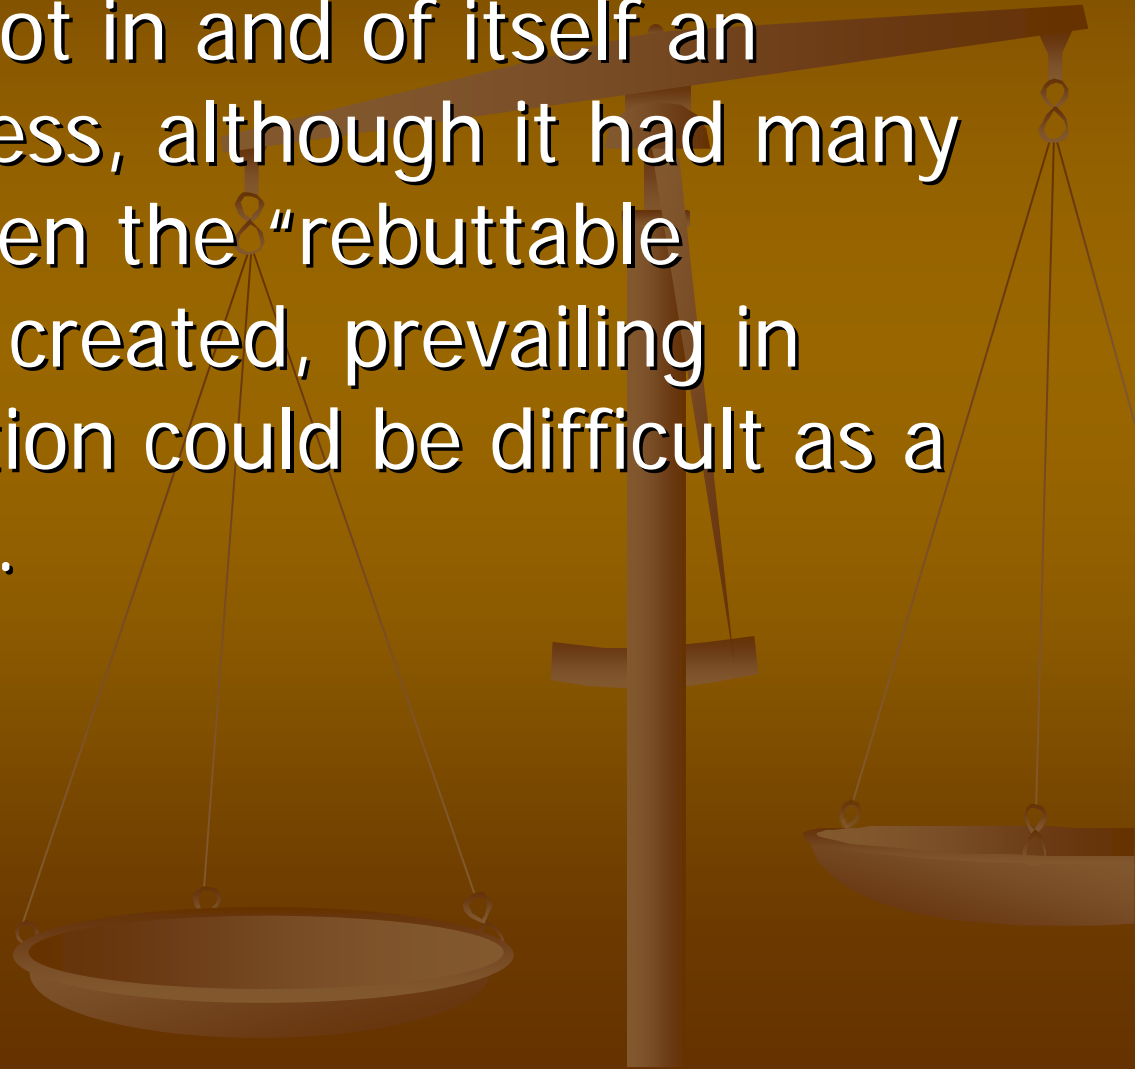 ot in and of itself an
ess, although it had many
en the “rebuttable
created, prevailing in
tion could be difficult as a
.